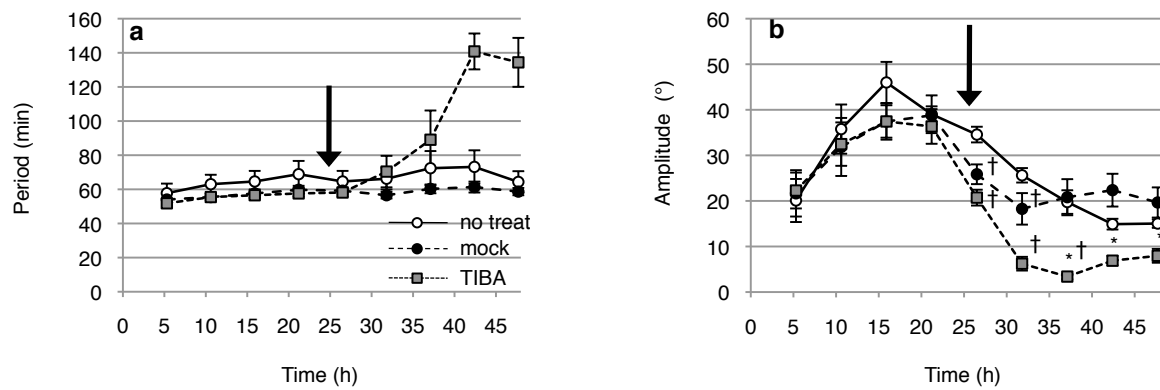 a
160
140
120
100
80
60
40
20
0
Period (min)
no treat
mock
TIBA
0 5 10 15 20 25 30 35 40 45
Time (h)
b
60
50
40
30
20
10
0
Amplitude (°)
†
† †
† * † *
0 5 10 15 20 25 30 35 40 45
Time (h)